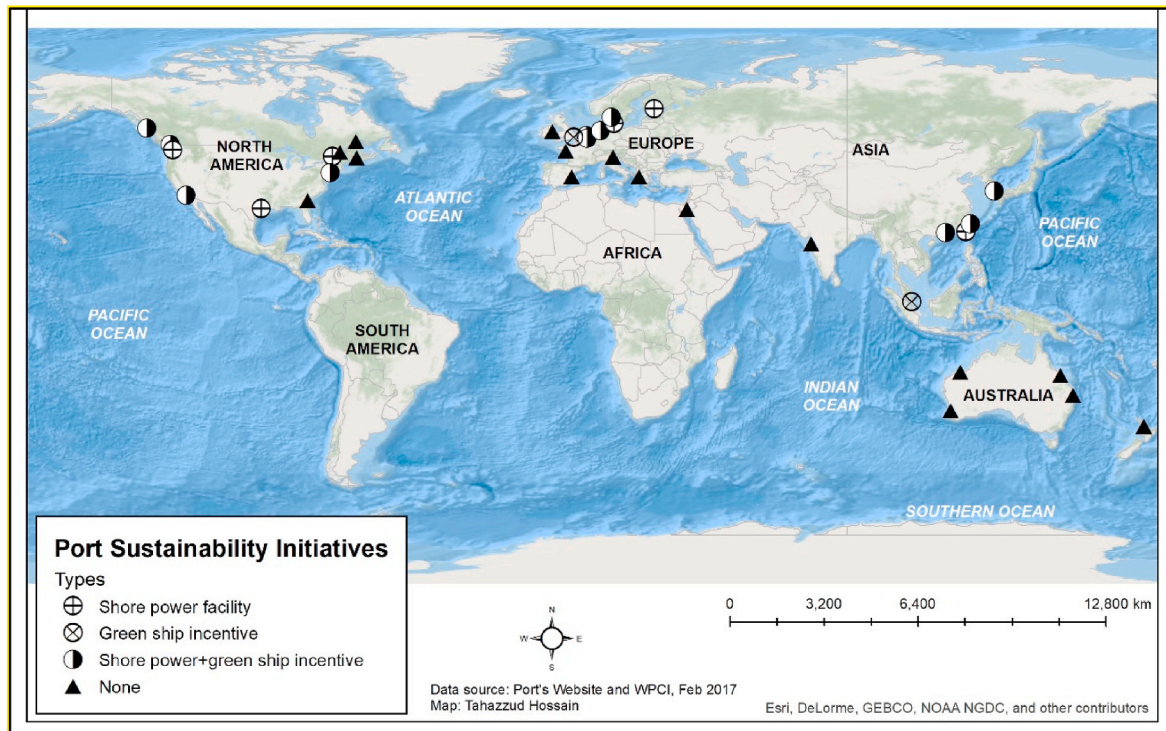 NORTH
AMERICA
EUROPE
ASIA
ATLANTIC
OCEAN
PACIFIC
OCEAN
AFRICA
PACIFIC
OCEAN
SOUTH
AMERICA
INDIAN
OCEAN
AUSTRALIA
SOUTHERN OCEAN
Port Sustainability Initiatives
Types
Shore power facility
Green ship incentive
Shore power+green ship incentive
None
N
W E
S
0 3,200 6,400 12,800 km
Data source: Port's Website and WPCI, Feb 2017
Map: Tahazzud Hossain
Esri, DeLorme, GEBCO, NOAA NGDC, and other contributors